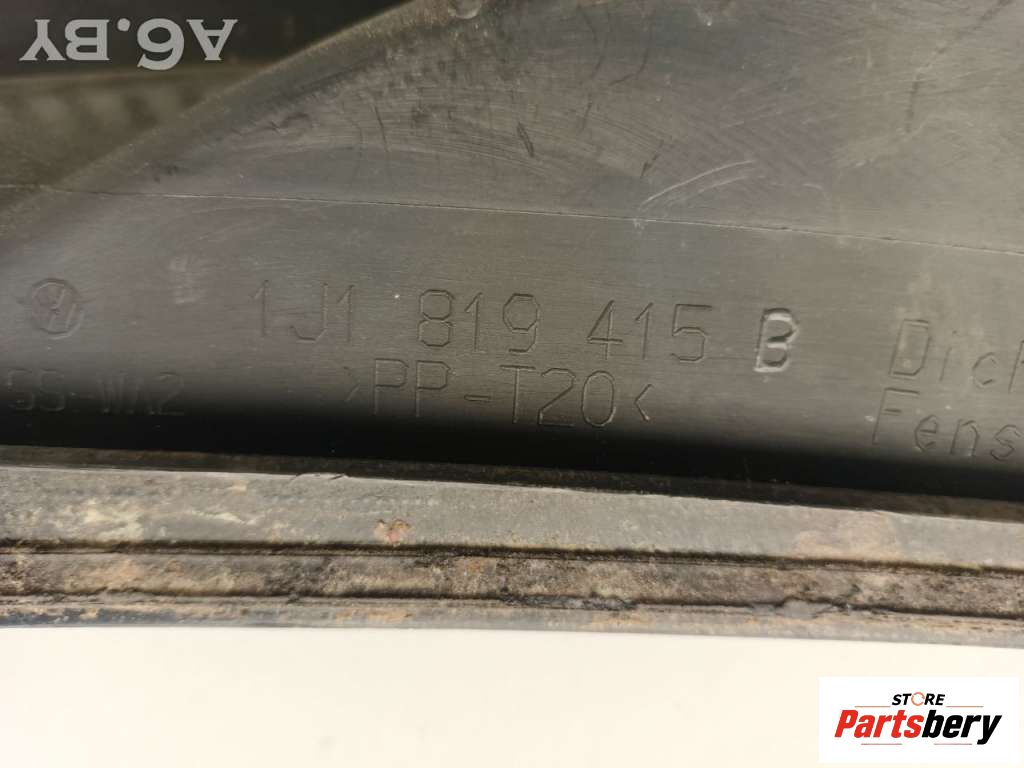 A6.BY
1J1 819 415 B
>PP-T20<
STORE
Partsbery